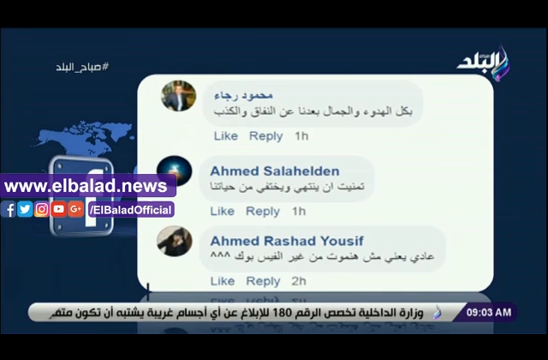 #صباح_البلد
البلد
محمود رجاء
بكل الهدوء والجمال بعدنا عن النفاق والكذب
Like Reply 1h
Ahmed Salahelden
تمنيت ان ينتهي ويختفي من حياتنا
Like Reply 1h
Ahmed Rashad Yousif
عادي يعني مش هنموت من غير الفيس بوك ^^^
Like Reply 2h
www.elbalad.news
/ElBaladOfficial
وزارة الداخلية تخصص الرقم 180 للإبلاغ عن أي أجسام غريبة يشتبه أن تكون
09:03 AM